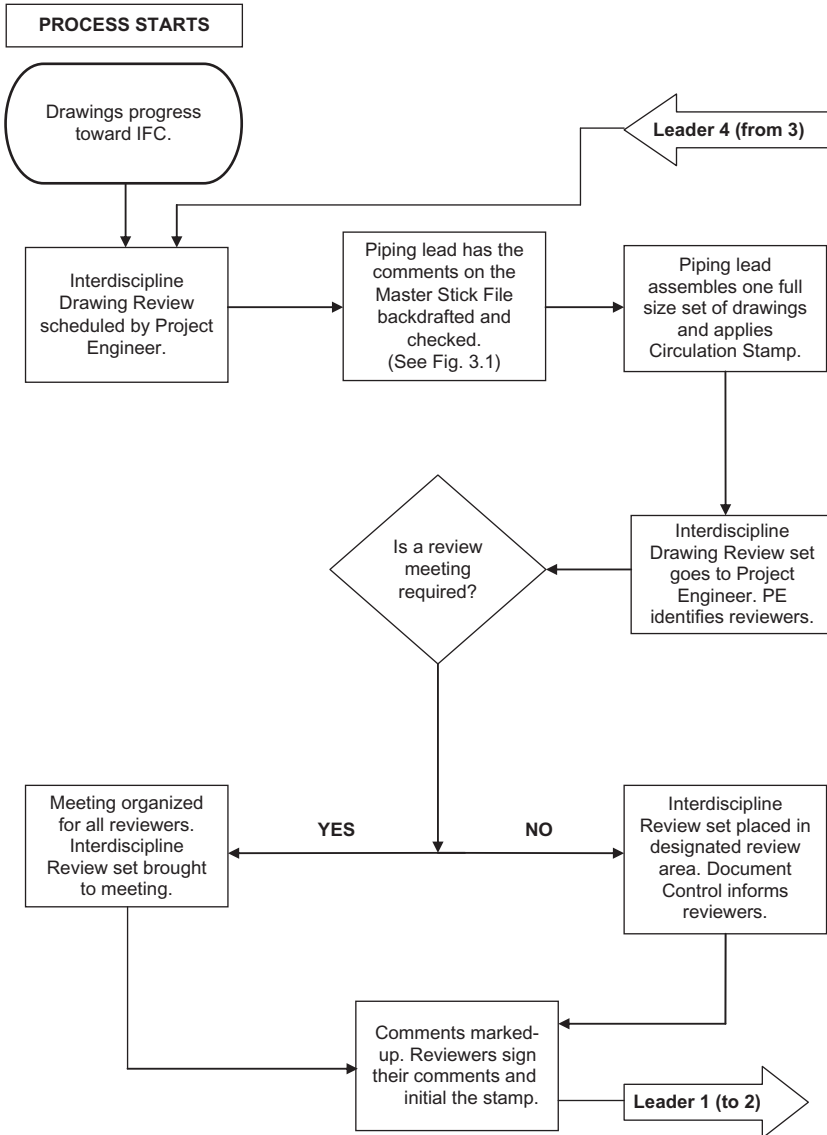 PROCESS STARTS
Drawings progress
toward IFC.
Leader 4 (from 3)
Interdiscipline
Drawing Review
scheduled by Project
Engineer.
Piping lead has the
comments on the
Master Stick File
backdrafted and
checked.
(See Fig. 3.1)
Piping lead
assembles one full
size set of drawings
and applies
Circulation Stamp.
Interdiscipline
Drawing Review set
goes to Project
Engineer. PE
identifies reviewers.
Is a review
meeting
required?
Meeting organized
for all reviewers.
Interdiscipline
Review set brought
to meeting.
YES
NO
Interdiscipline
Review set placed in
designated review
area. Document
Control informs
reviewers.
Comments marked-
up. Reviewers sign
their comments and
initial the stamp.
Leader 1 (to 2)